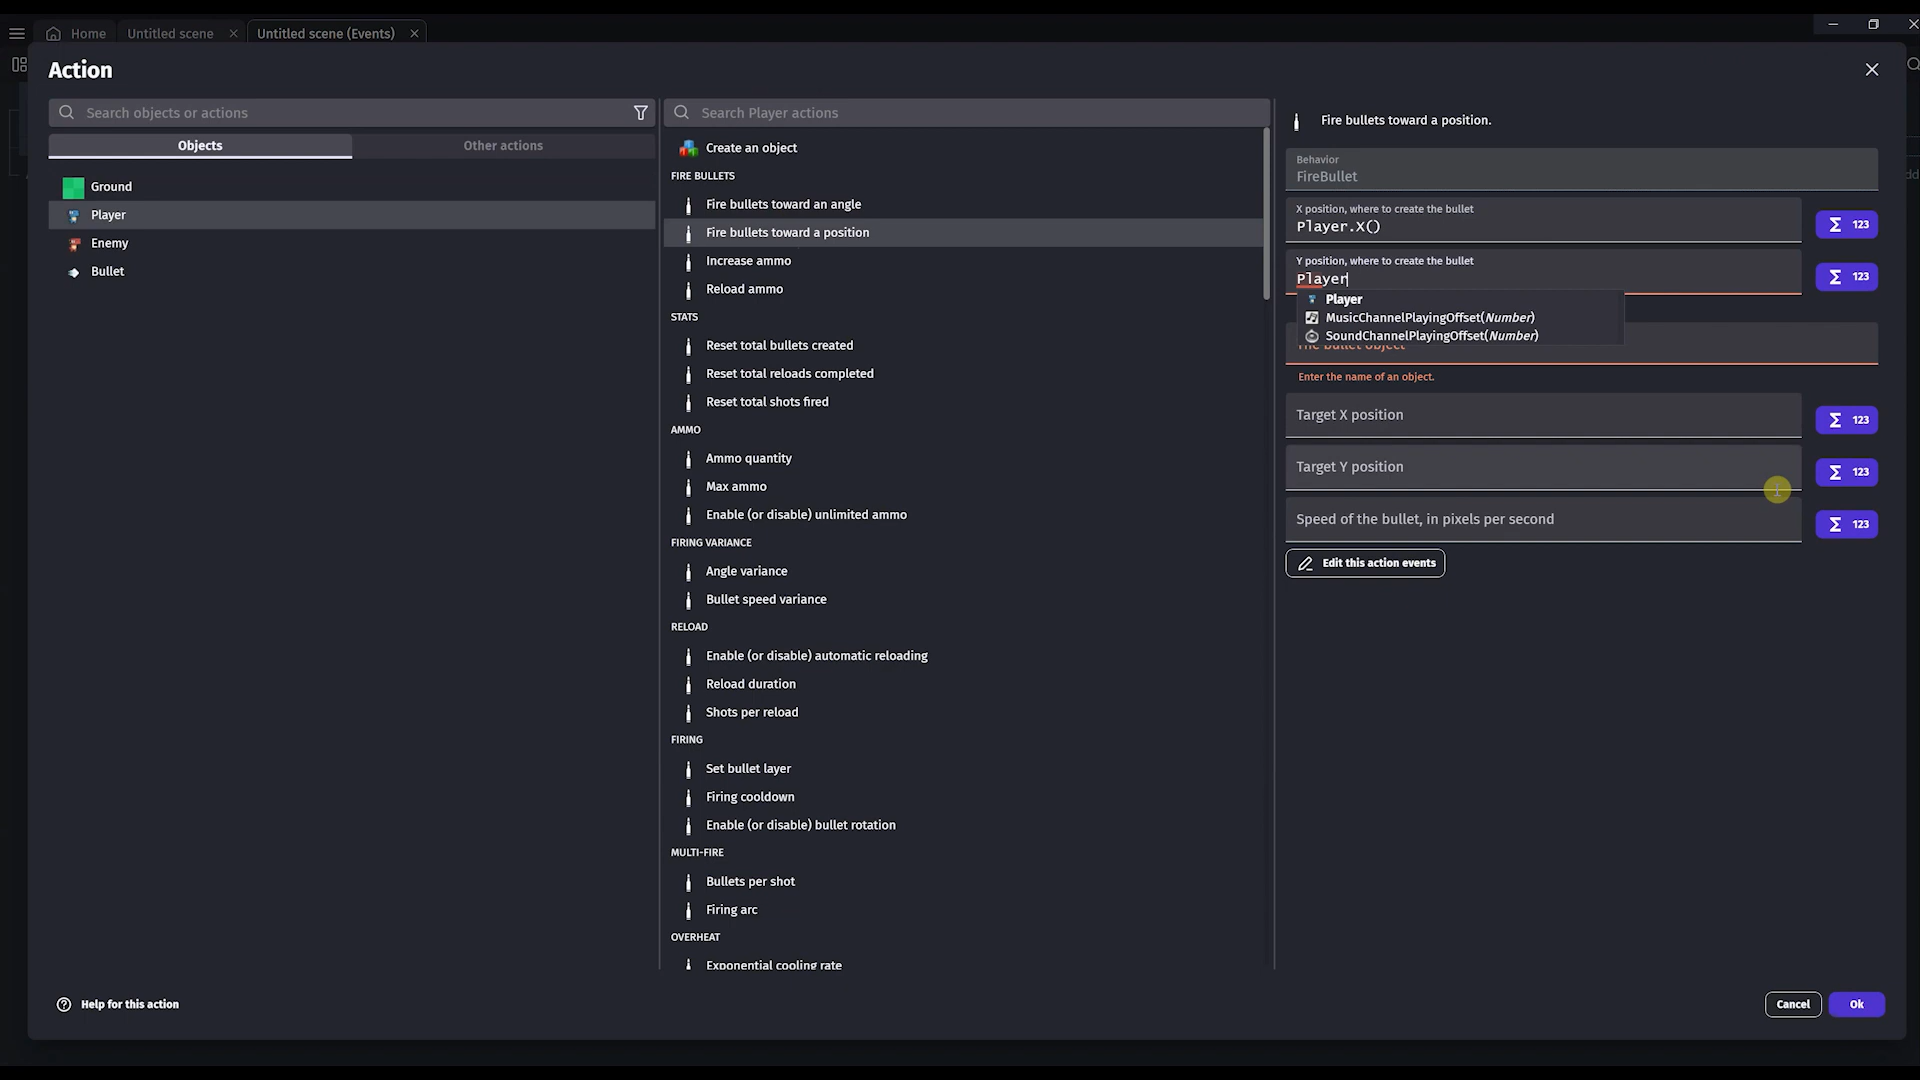 Home
Untitled scene
Untitled scene (Events)
Action
Search objects or actions
Objects
Other actions
Ground
Player
Enemy
Bullet
Search Player actions
Create an object
FIRE BULLETS
Fire bullets toward an angle
Fire bullets toward a position
Increase ammo
Reload ammo
STATS
Reset total bullets created
Reset total reloads completed
Reset total shots fired
AMMO
Ammo quantity
Max ammo
Enable (or disable) unlimited ammo
FIRING VARIANCE
Angle variance
Bullet speed variance
RELOAD
Enable (or disable) automatic reloading
Reload duration
Shots per reload
FIRING
Set bullet layer
Firing cooldown
Enable (or disable) bullet rotation
MULTI-FIRE
Bullets per shot
Firing arc
OVERHEAT
Exponential cooling rate
Fire bullets toward a position.
Behavior
FireBullet
X position, where to create the bullet
Player.X()
Σ 123
Y position, where to create the bullet
Player
Σ 123
Player
MusicChannelPlayingOffset(Number)
SoundChannelPlayingOffset(Number)
The bullet object
Enter the name of an object.
Target X position
Σ 123
Target Y position
Σ 123
Speed of the bullet, in pixels per second
Σ 123
Edit this action events
Help for this action
Cancel
Ok